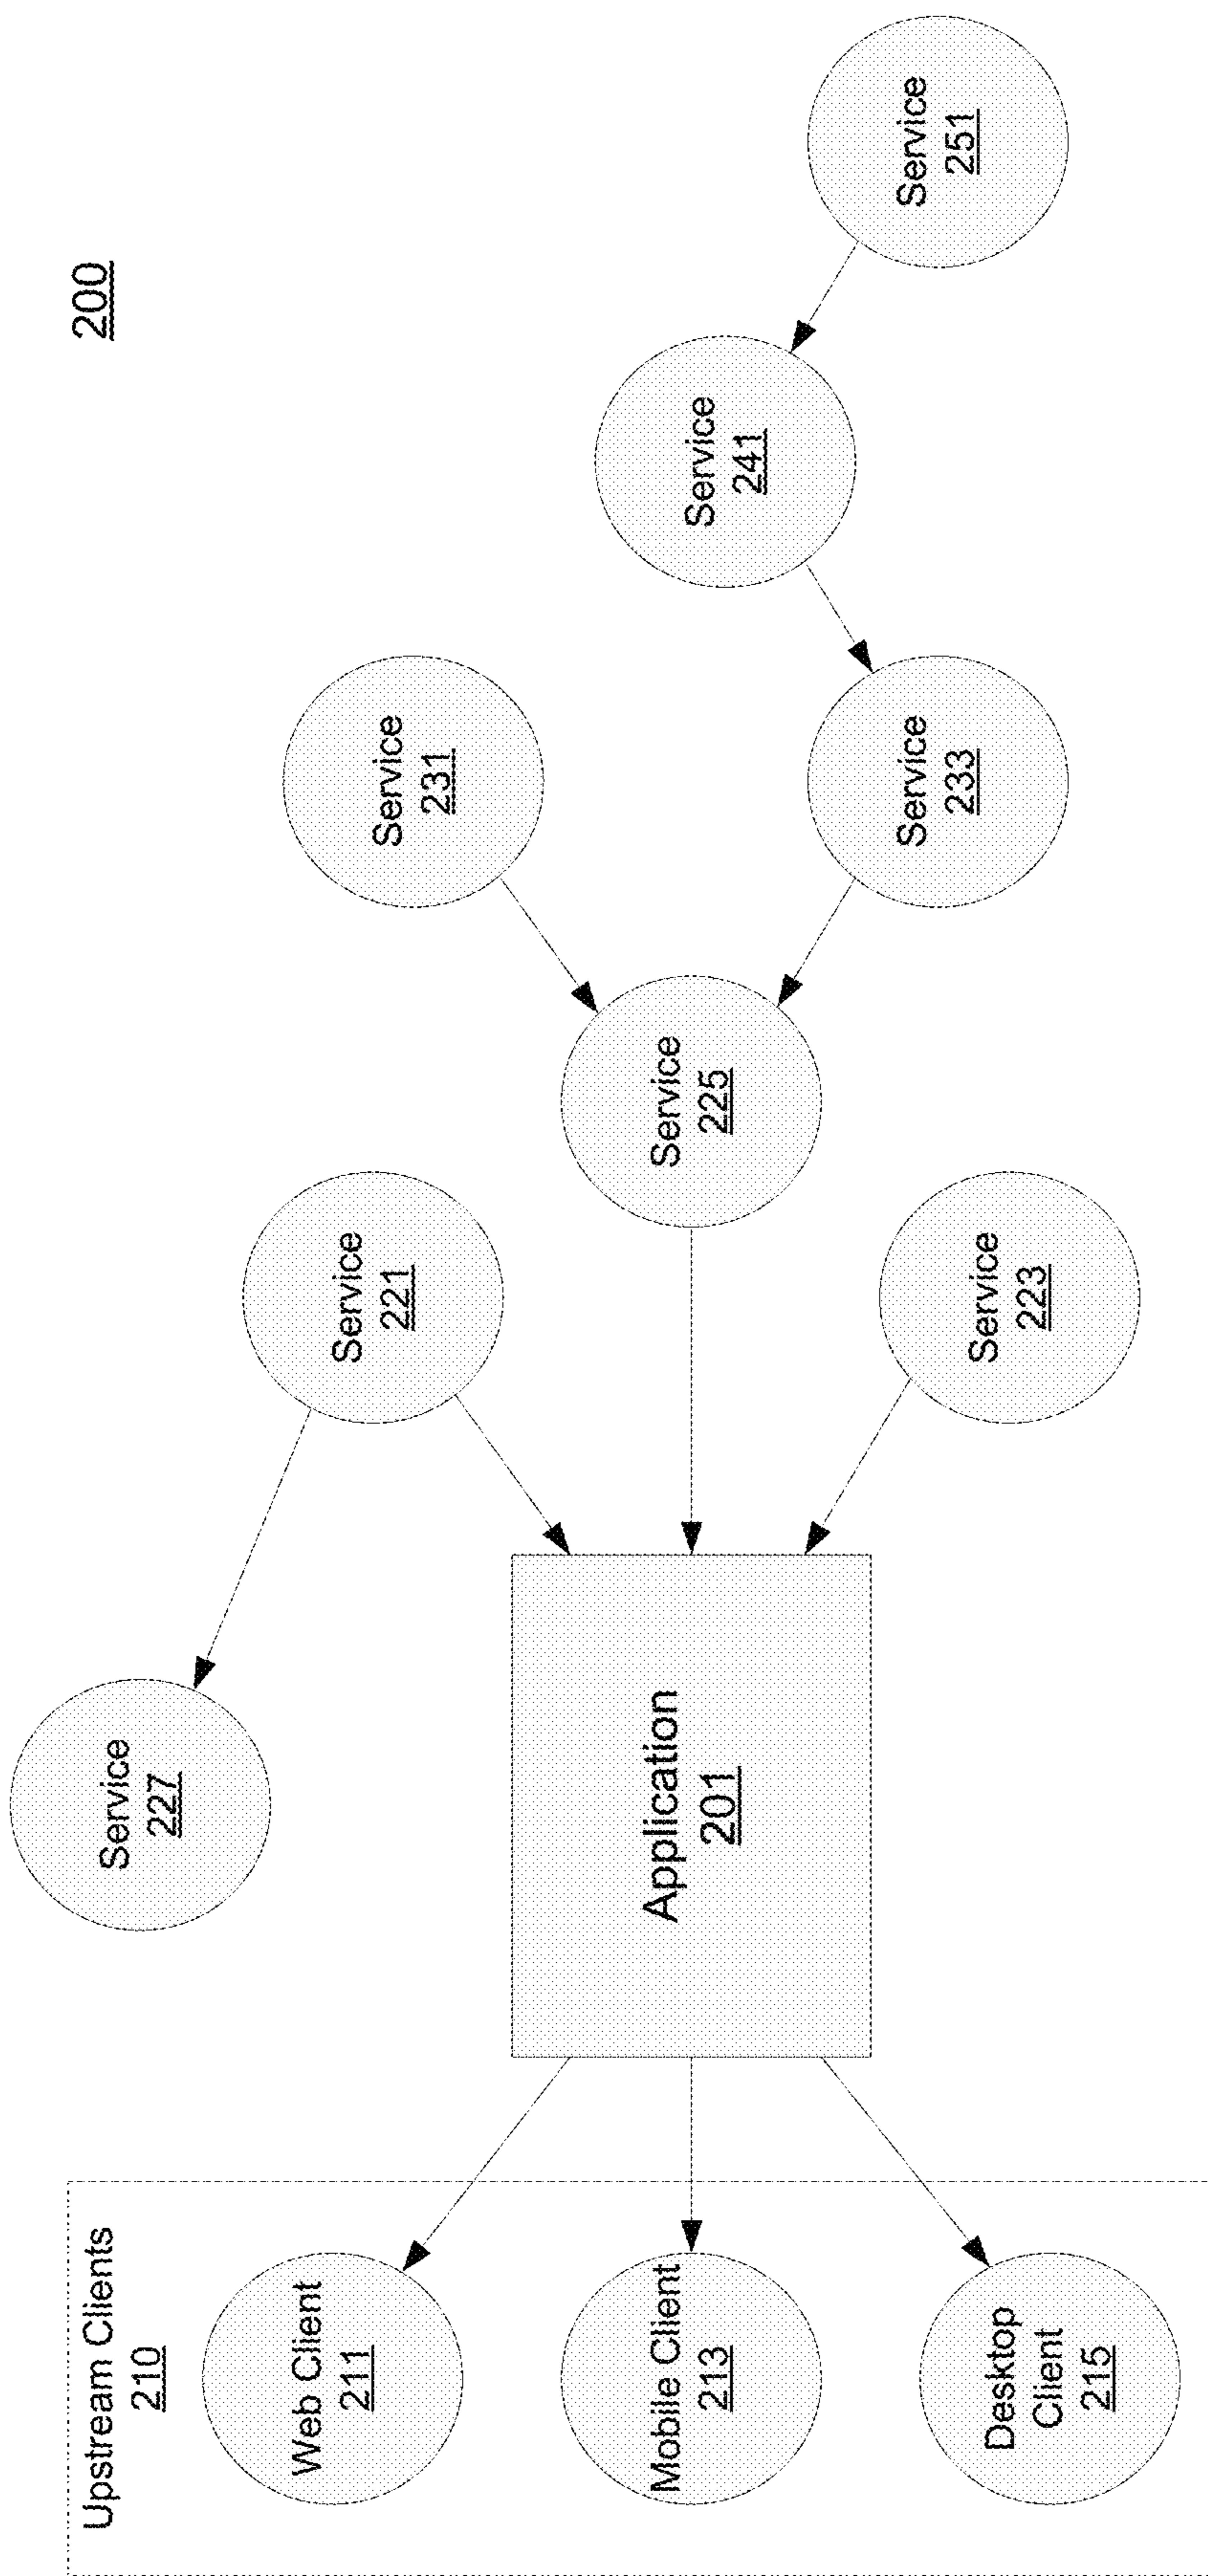 200
Upstream Clients
210
Web Client
211
Mobile Client
213
Desktop
Client
215
Application
201
Service
227
Service
221
Service
225
Service
223
Service
231
Service
233
Service
241
Service
251